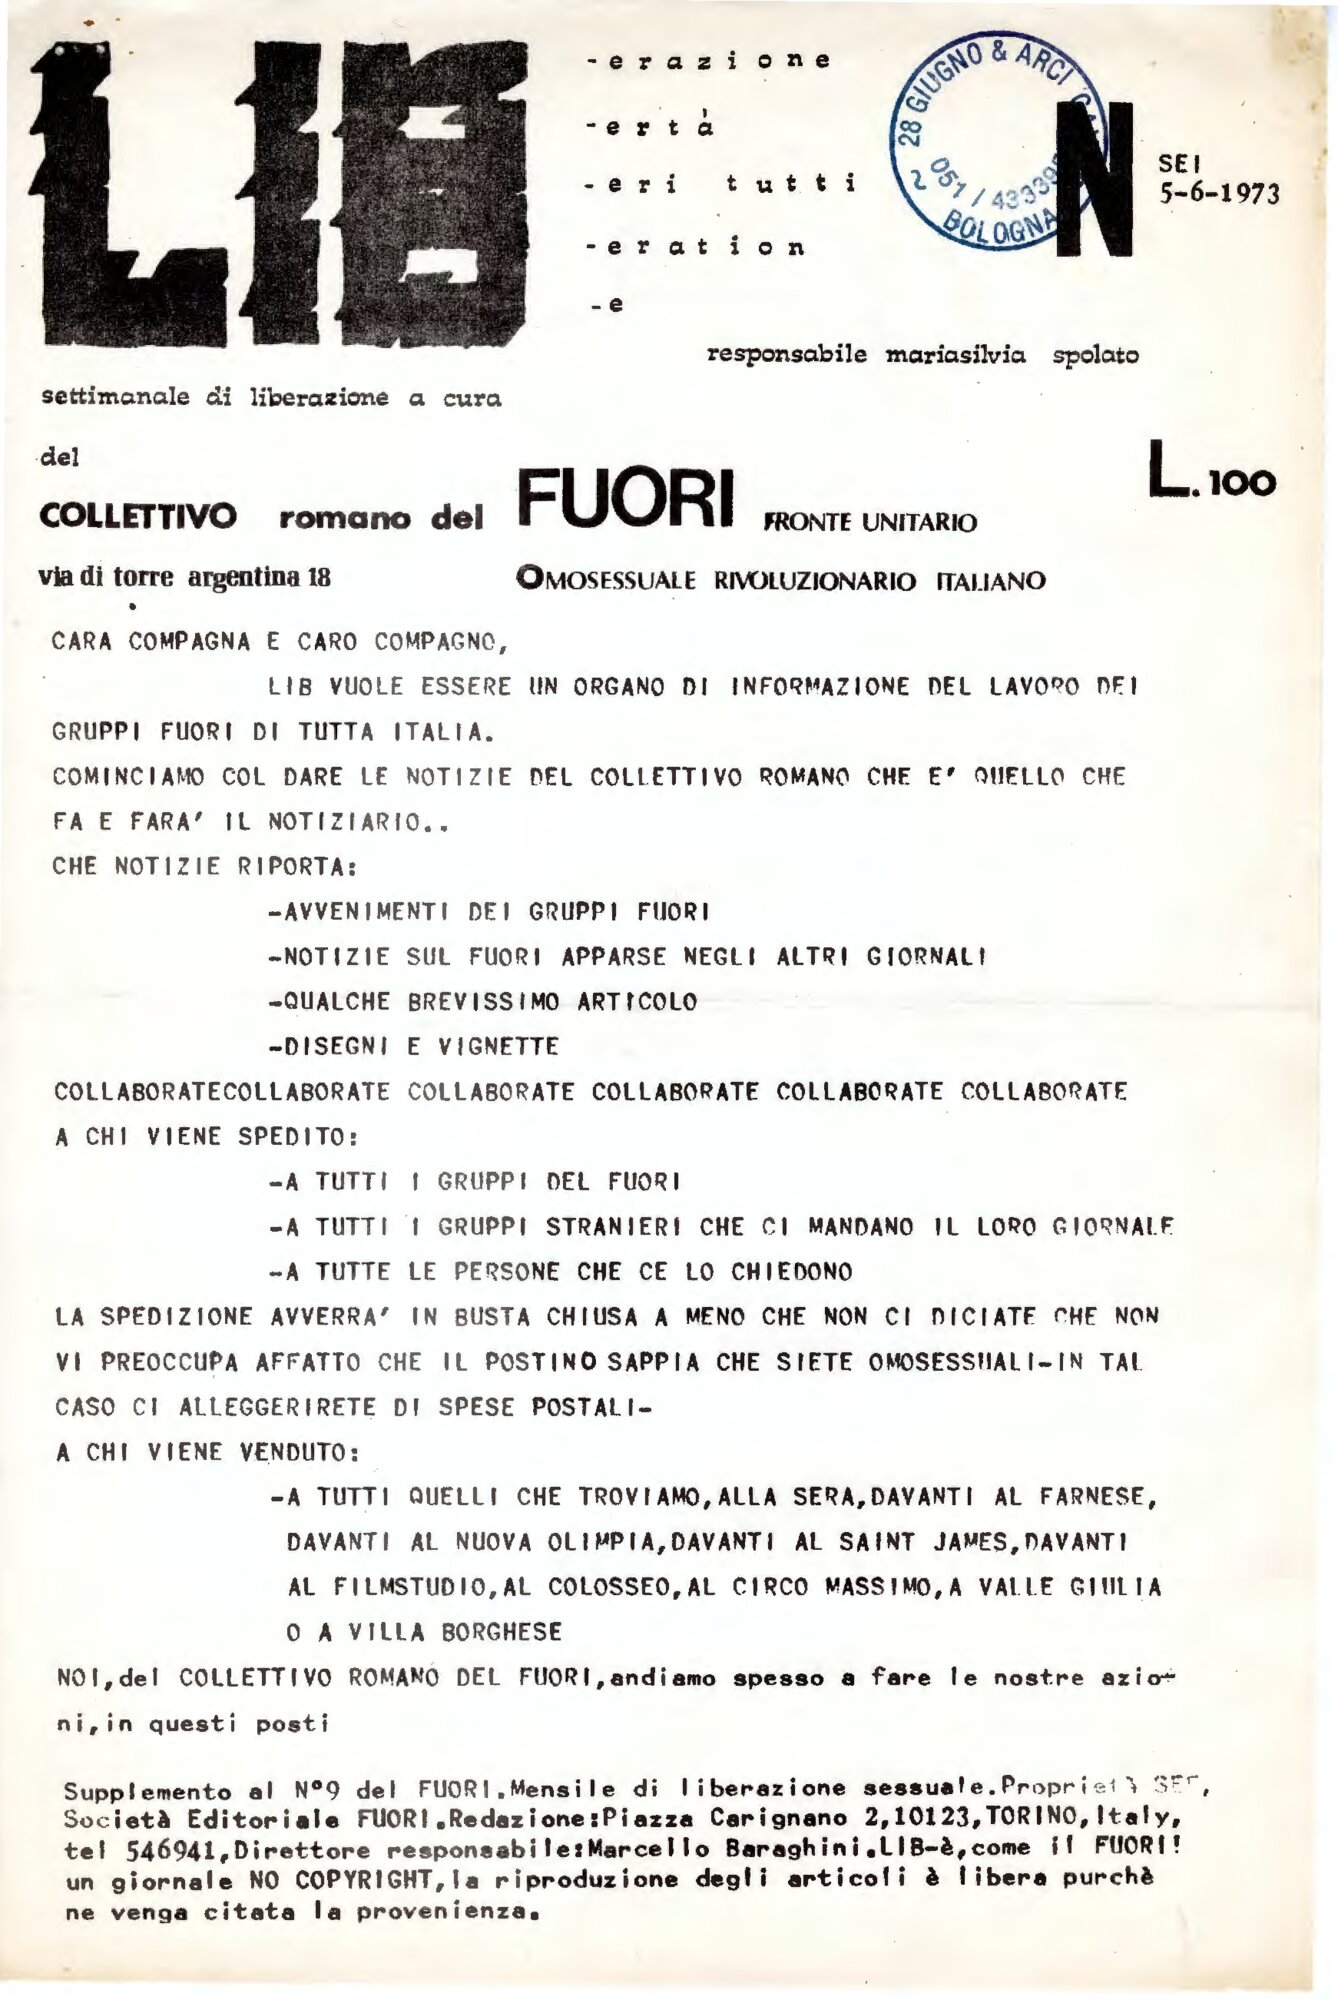 LIB
-erazione
-ertà
-eri tutti
-eration
-e
28 GIUGNO & ARCI
051 / 43339
BOLOGNA
N
SEI
5-6-1973
responsabile mariasilvia spolato
settimanale di liberazione a cura
del
COLLETTIVO romano del FUORI FRONTE UNITARIO
L. 100
via di torre argentina 18 OMOSESSUALE RIVOLUZIONARIO ITALIANO
CARA COMPAGNA E CARO COMPAGNO,
LIB VUOLE ESSERE UN ORGANO DI INFORMAZIONE DEL LAVORO DEI
GRUPPI FUORI DI TUTTA ITALIA.
COMINCIAMO COL DARE LE NOTIZIE DEL COLLETTIVO ROMANO CHE E' QUELLO CHE
FA E FARA' IL NOTIZIARIO..
CHE NOTIZIE RIPORTA:
-AVVENIMENTI DEI GRUPPI FUORI
-NOTIZIE SUL FUORI APPARSE NEGLI ALTRI GIORNALI
-QUALCHE BREVISSIMO ARTICOLO
-DISEGNI E VIGNETTE
COLLABORATECOLLABORATE COLLABORATE COLLABORATE COLLABORATE COLLABORATE
A CHI VIENE SPEDITO:
-A TUTTI I GRUPPI DEL FUORI
-A TUTTI I GRUPPI STRANIERI CHE CI MANDANO IL LORO GIORNALE
-A TUTTE LE PERSONE CHE CE LO CHIEDONO
LA SPEDIZIONE AVVERRA' IN BUSTA CHIUSA A MENO CHE NON CI DICIATE CHE NON
VI PREOCCUPA AFFATTO CHE IL POSTINO SAPPIA CHE SIETE OMOSESSUALI-IN TAL
CASO CI ALLEGGERIRETE DI SPESE POSTALI-
A CHI VIENE VENDUTO:
-A TUTTI QUELLI CHE TROVIAMO,ALLA SERA,DAVANTI AL FARNESE,
DAVANTI AL NUOVA OLIMPIA,DAVANTI AL SAINT JAMES,DAVANTI
AL FILMSTUDIO,AL COLOSSEO,AL CIRCO MASSIMO,A VALLE GIULIA
O A VILLA BORGHESE
NOI,del COLLETTIVO ROMANO DEL FUORI,andiamo spesso a fare le nostre azio-
ni,in questi posti
Supplemento al N°9 del FUORI.Mensile di liberazione sessuale.Proprietà SEF,
Società Editoriale FUORI.Redazione:Piazza Carignano 2,10123,TORINO,Italy,
tel 546941,Direttore responsabile:Marcello Baraghini.LIB-è,come il FUORI!
un giornale NO COPYRIGHT,la riproduzione degli articoli è libera purchè
ne venga citata la provenienza.